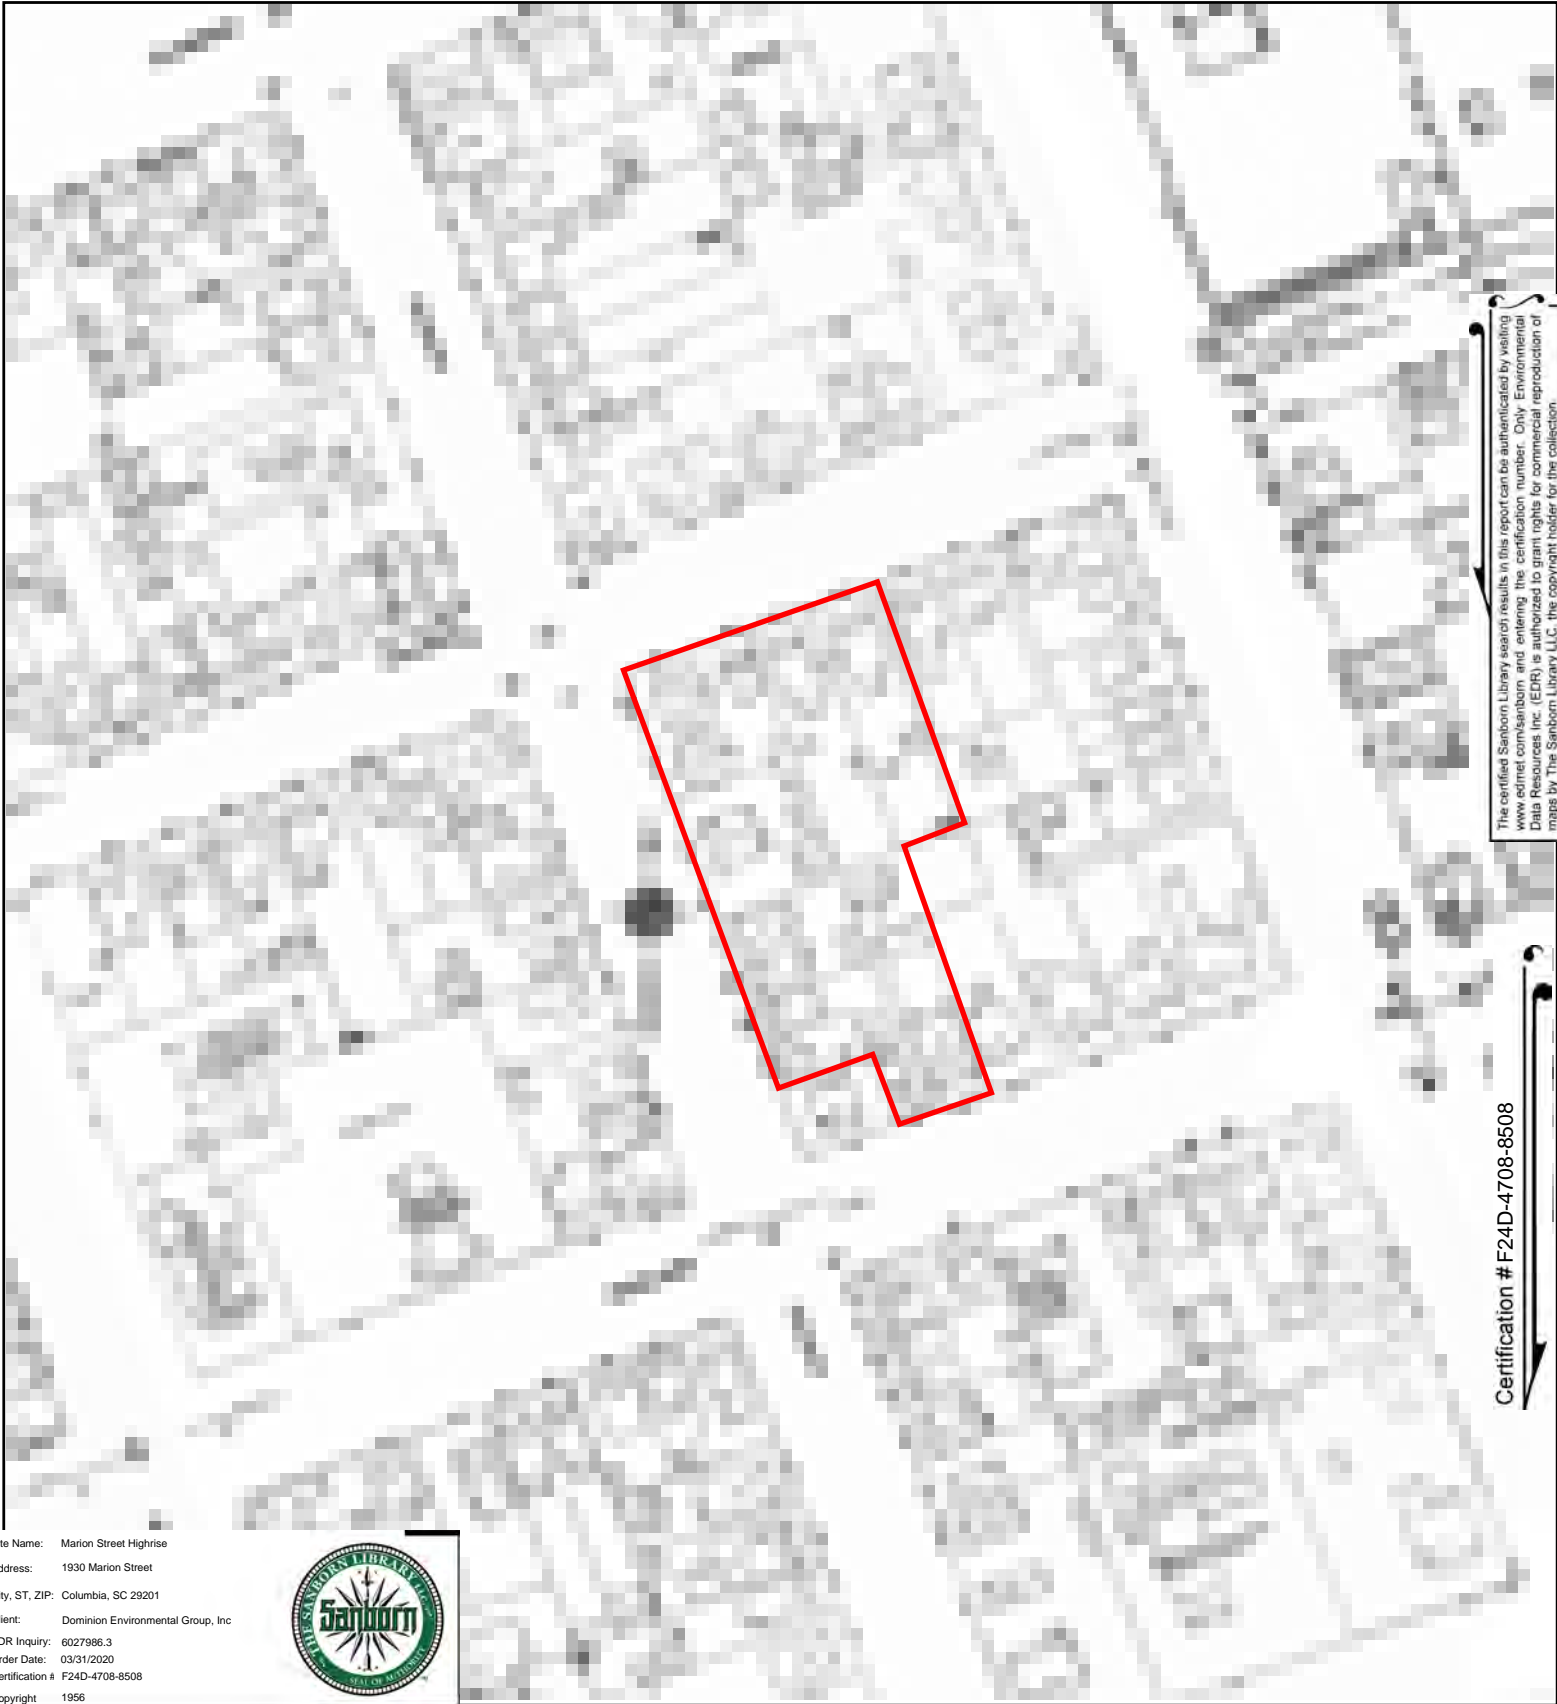 The certified Sanborn Library search results in this report can be authenticated by visiting
www.edrnet.com/sanborn and entering the certification number. Only Environmental
Data Resources Inc. (EDR) is authorized to grant rights for commercial reproduction of
maps by The Sanborn Library LLC, the copyright holder for the collection.
Certification # F24D-4708-8508
te Name: Marion Street Highrise
ddress: 1930 Marion Street
ity, ST, ZIP: Columbia, SC 29201
ient: Dominion Environmental Group, Inc
DR Inquiry: 6027986.3
rder Date: 03/31/2020
ertification # F24D-4708-8508
opyright 1956
THE SANBORN LIBRARY LLC
Sanborn
SEAL OF AUTHORITY